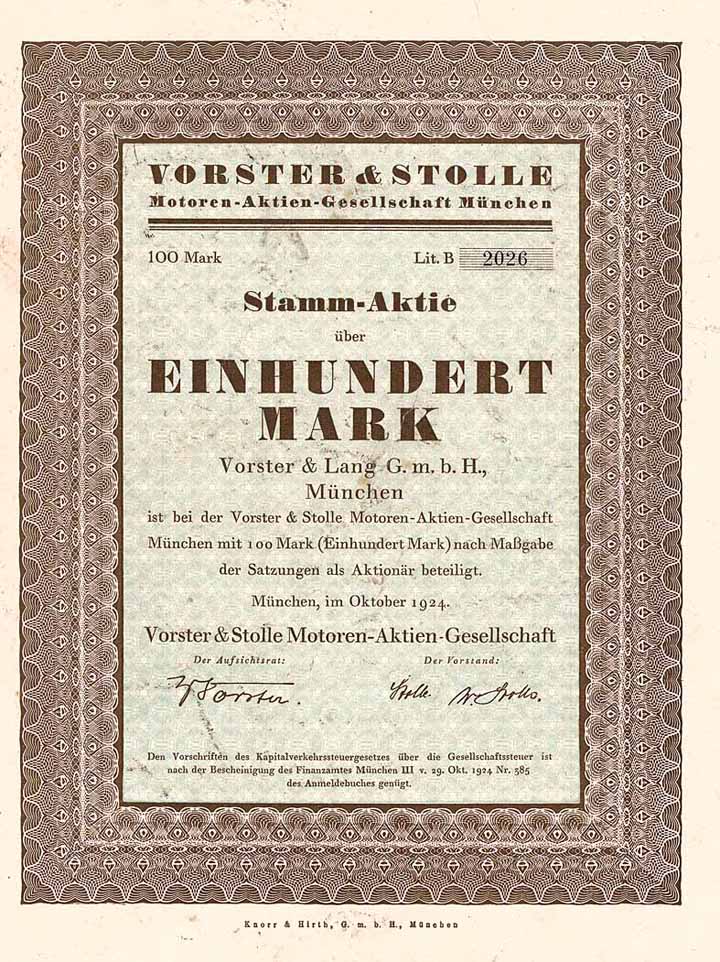 VORSTER & STOLLE
Motoren-Aktien-Gesellschaft München
100 Mark Lit. B 2026
Stamm-Aktie
über
EINHUNDERT
MARK
Vorster & Lang G. m. b. H.,
München
ist bei der Vorster & Stolle Motoren-Aktien-Gesellschaft
München mit 100 Mark (Einhundert Mark) nach Maßgabe
der Satzungen als Aktionär beteiligt.
München, im Oktober 1924.
Vorster & Stolle Motoren-Aktien-Gesellschaft
Der Aufsichtsrat: Der Vorstand:
Vorster. Stolle. W. Stolle.
Den Vorschriften des Kapitalverkehrssteuergesetzes über die Gesellschaftssteuer ist
nach der Bescheinigung des Finanzamtes München III v. 29. Okt. 1924 Nr. 385
des Anmeldebuches genügt.
Knorr & Hirth, G. m. b. H., München